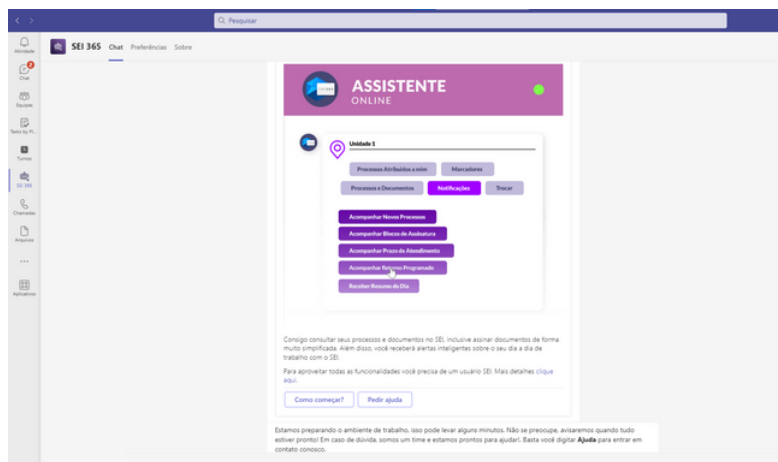 Pesquisar
SEI 365 Chat Preferências Sobre
Atividade
Chat
2
Equipes
Tasks by Pl...
Turnos
SEI 365
Chamadas
Arquivos
...
Aplicativos
ASSISTENTE
ONLINE
Unidade 1
Processos Atribuídos a mim Marcadores
Processos e Documentos Notificações Trocar
Acompanhar Novos Processos
Acompanhar Blocos de Assinatura
Acompanhar Prazo de Atendimento
Acompanhar Retorno Programado
Receber Resumo do Dia
Consigo consultar seus processos e documentos no SEI, inclusive assinar documentos de forma
muito simplificada. Além disso, você receberá alertas inteligentes sobre o seu dia a dia de
trabalho com o SEI.
Para aproveitar todas as funcionalidades você precisa de um usuário SEI. Mais detalhes clique
aqui.
Como começar? Pedir ajuda
Estamos preparando o ambiente de trabalho, isso pode levar alguns minutos. Não se preocupe, avisaremos quando tudo
estiver pronto! Em caso de dúvida, somos um time e estamos prontos para ajudar!. Basta você digitar Ajuda para entrar em
contato conosco.